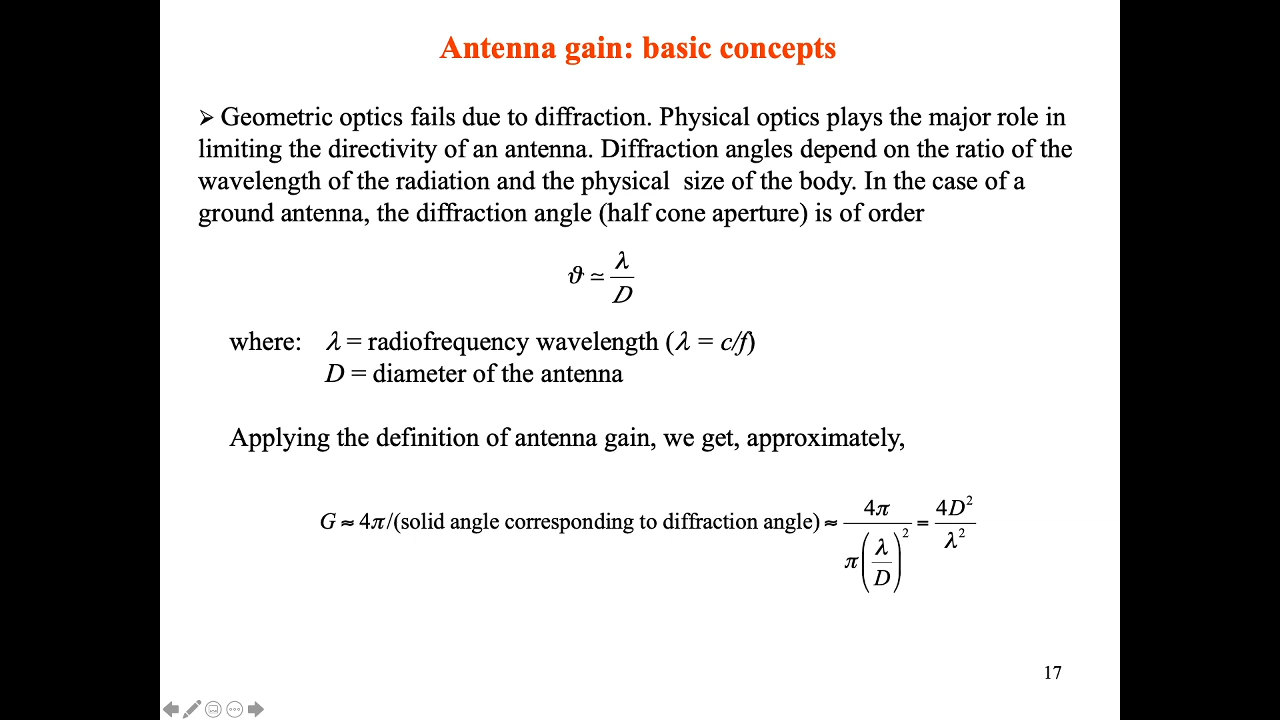 Antenna gain: basic concepts
➢ Geometric optics fails due to diffraction. Physical optics plays the major role in
limiting the directivity of an antenna. Diffraction angles depend on the ratio of the
wavelength of the radiation and the physical size of the body. In the case of a
ground antenna, the diffraction angle (half cone aperture) is of order
ϑ ≃ λ/D
where: λ = radiofrequency wavelength (λ = c/f)
D = diameter of the antenna
Applying the definition of antenna gain, we get, approximately,
G ≈ 4π/(solid angle corresponding to diffraction angle) ≈ 4π/(π(λ/D)²) = 4D²/λ²
17